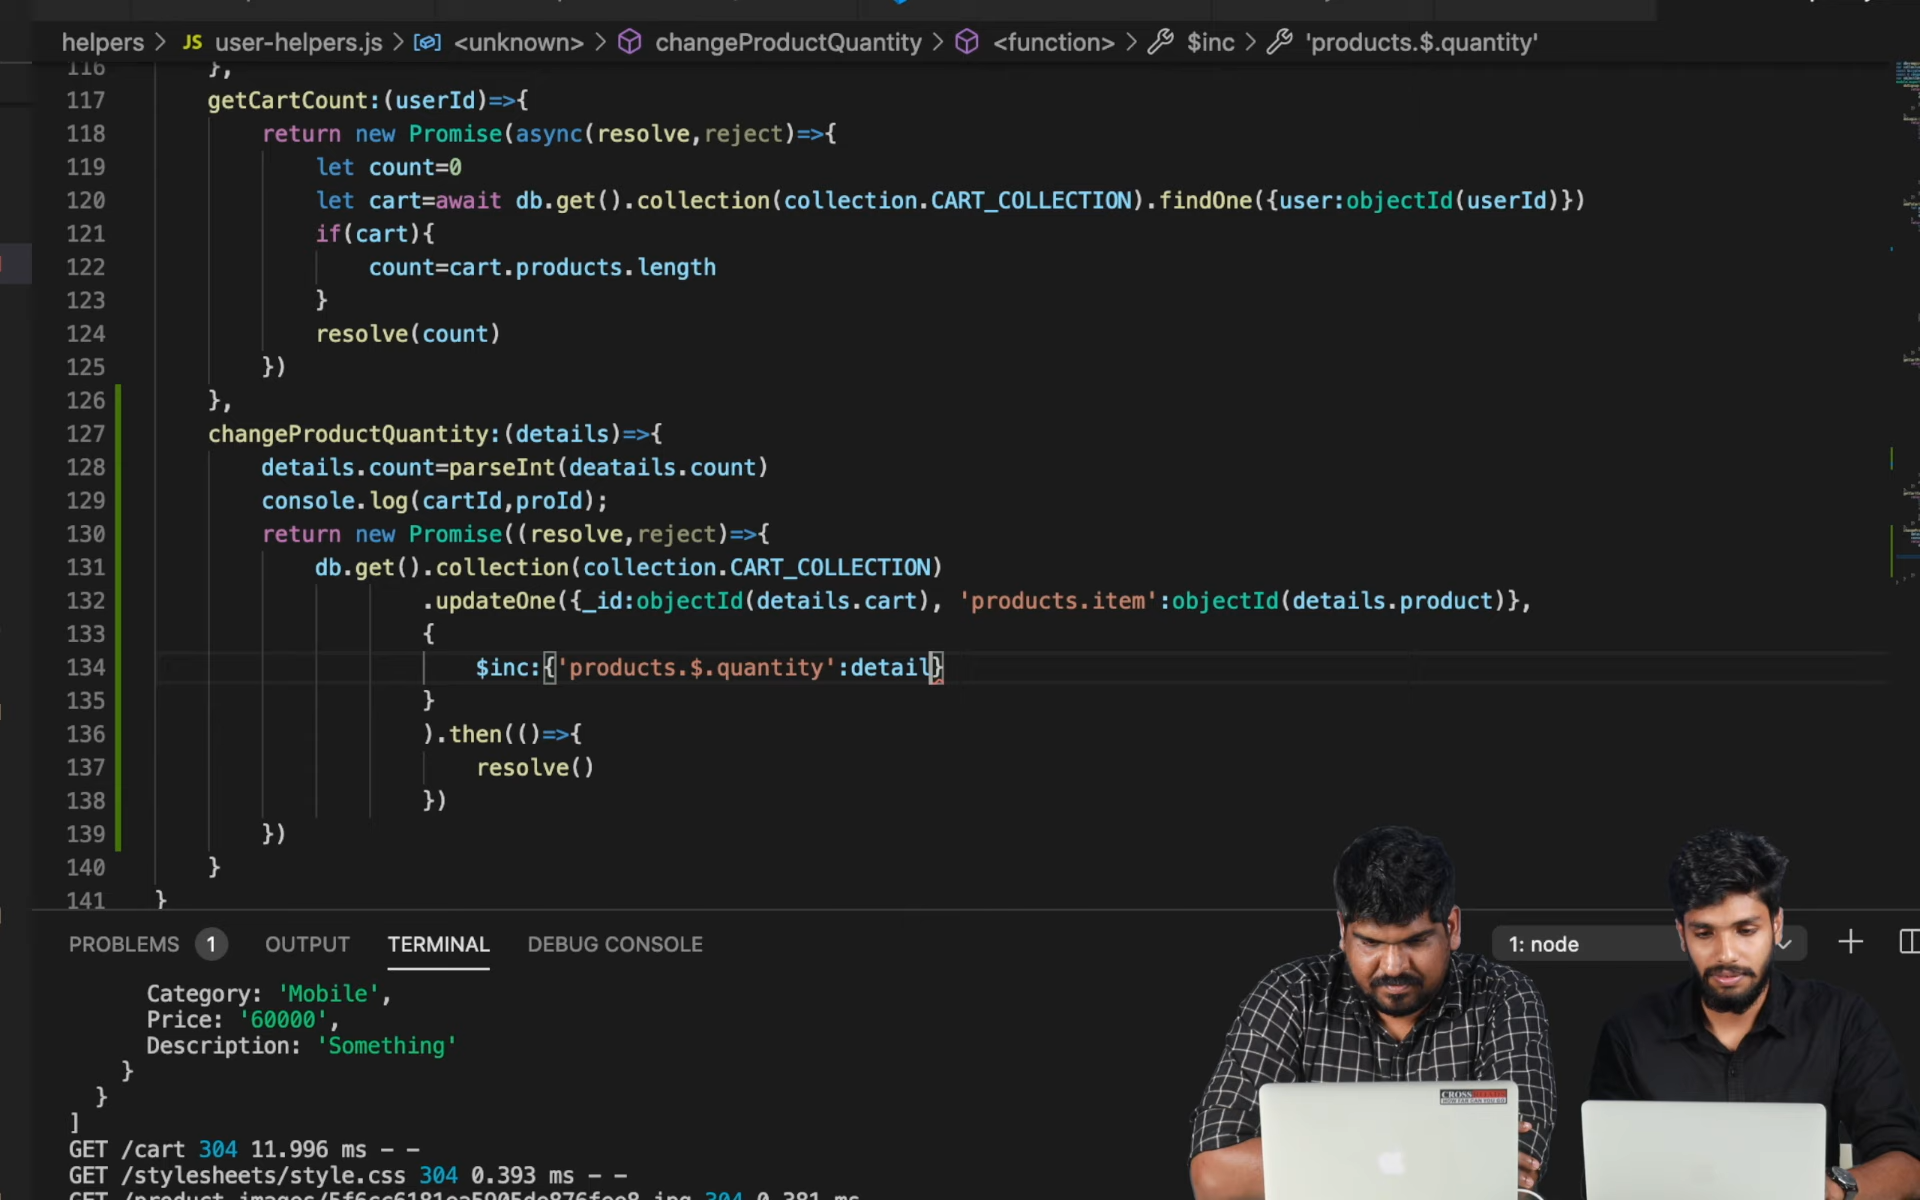 helpers > JS user-helpers.js > <unknown> > changeProductQuantity > <function> > $inc > 'products.$.quantity'
116 },
117 getCartCount:(userId)=>{
118 return new Promise(async(resolve,reject)=>{
119 let count=0
120 let cart=await db.get().collection(collection.CART_COLLECTION).findOne({user:objectId(userId)})
121 if(cart){
122 count=cart.products.length
123 }
124 resolve(count)
125 })
126 },
127 changeProductQuantity:(details)=>{
128 details.count=parseInt(deatails.count)
129 console.log(cartId,proId);
130 return new Promise((resolve,reject)=>{
131 db.get().collection(collection.CART_COLLECTION)
132 .updateOne({_id:objectId(details.cart), 'products.item':objectId(details.product)},
133 {
134 $inc:{'products.$.quantity':detail}
135 }
136 ).then(()=>{
137 resolve()
138 })
139 })
140 }
141 }
PROBLEMS 1 OUTPUT TERMINAL DEBUG CONSOLE 1: node
Category: 'Mobile',
Price: '60000',
Description: 'Something'
}
}
]
GET /cart 304 11.996 ms - -
GET /stylesheets/style.css 304 0.393 ms - -